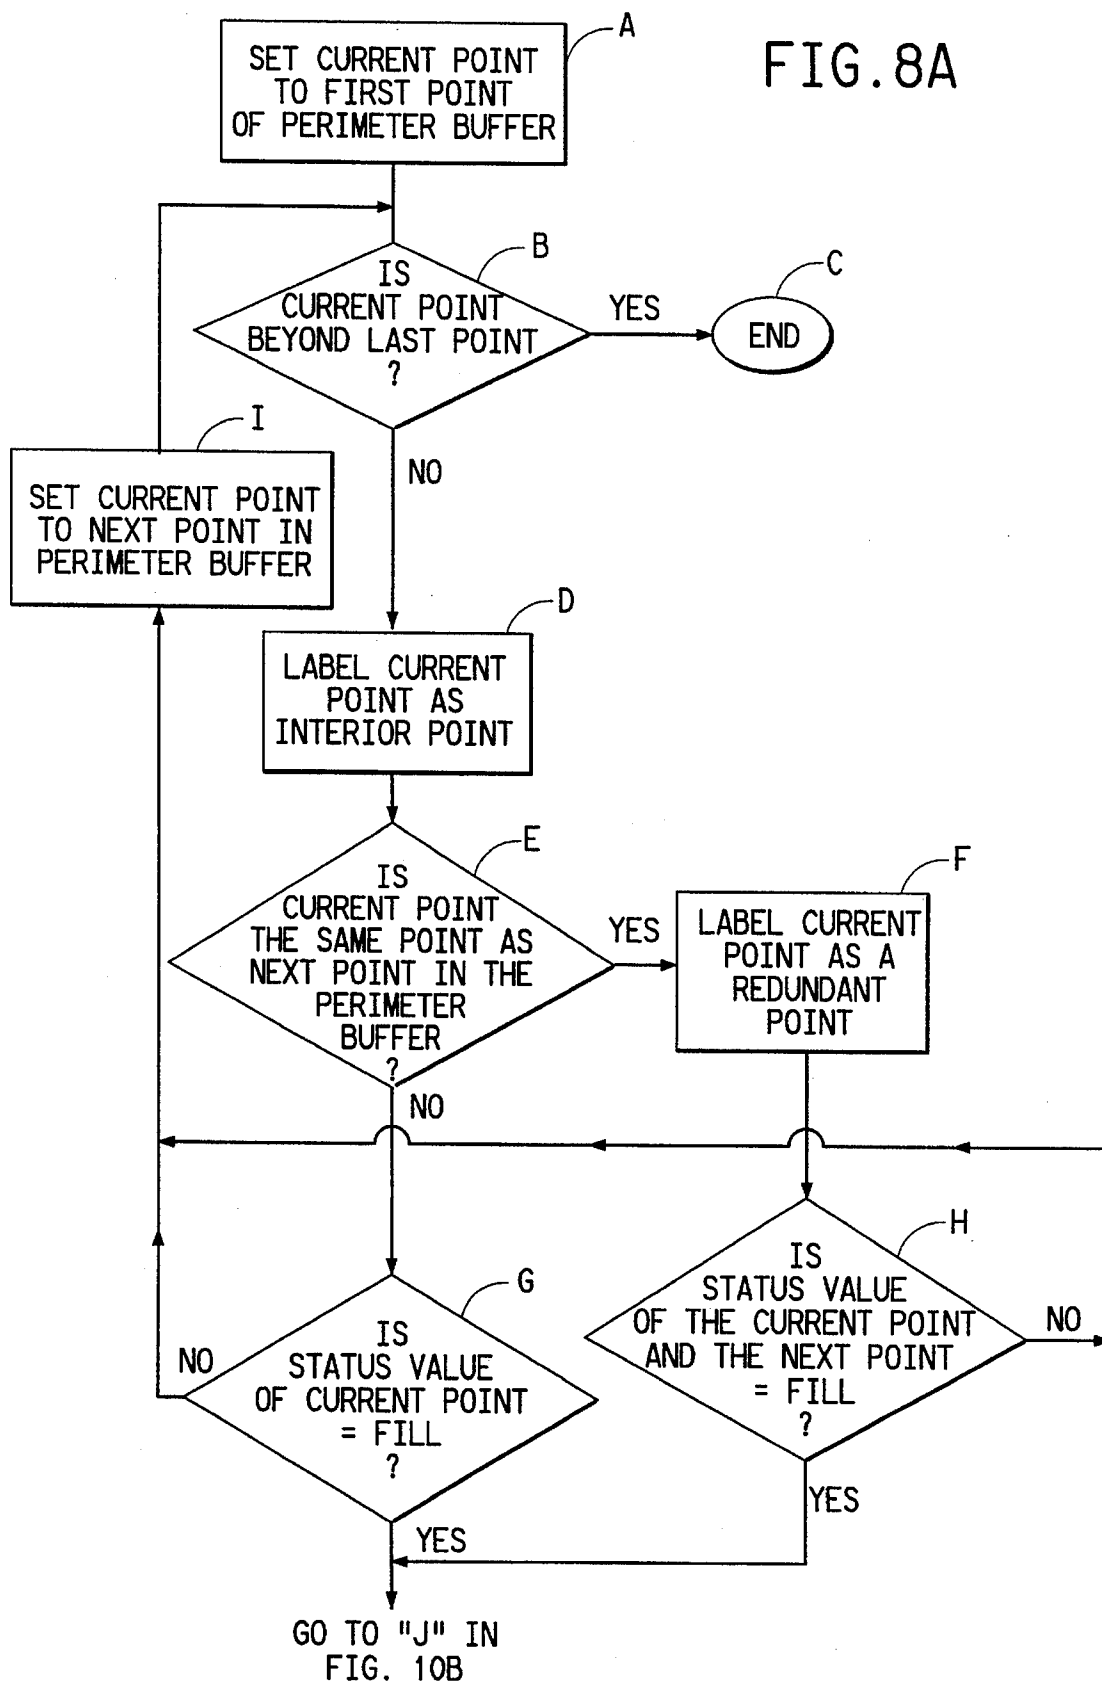 FIG. 8A
A
SET CURRENT POINT
TO FIRST POINT
OF PERIMETER BUFFER
B
IS
CURRENT POINT
BEYOND LAST POINT
?
YES
C
END
NO
I
SET CURRENT POINT
TO NEXT POINT IN
PERIMETER BUFFER
D
LABEL CURRENT
POINT AS
INTERIOR POINT
E
IS
CURRENT POINT
THE SAME POINT AS
NEXT POINT IN THE
PERIMETER
BUFFER
?
YES
F
LABEL CURRENT
POINT AS A
REDUNDANT
POINT
NO
G
IS
STATUS VALUE
OF CURRENT POINT
= FILL
?
NO
YES
H
IS
STATUS VALUE
OF THE CURRENT POINT
AND THE NEXT POINT
= FILL
?
NO
YES
GO TO "J" IN
FIG. 10B